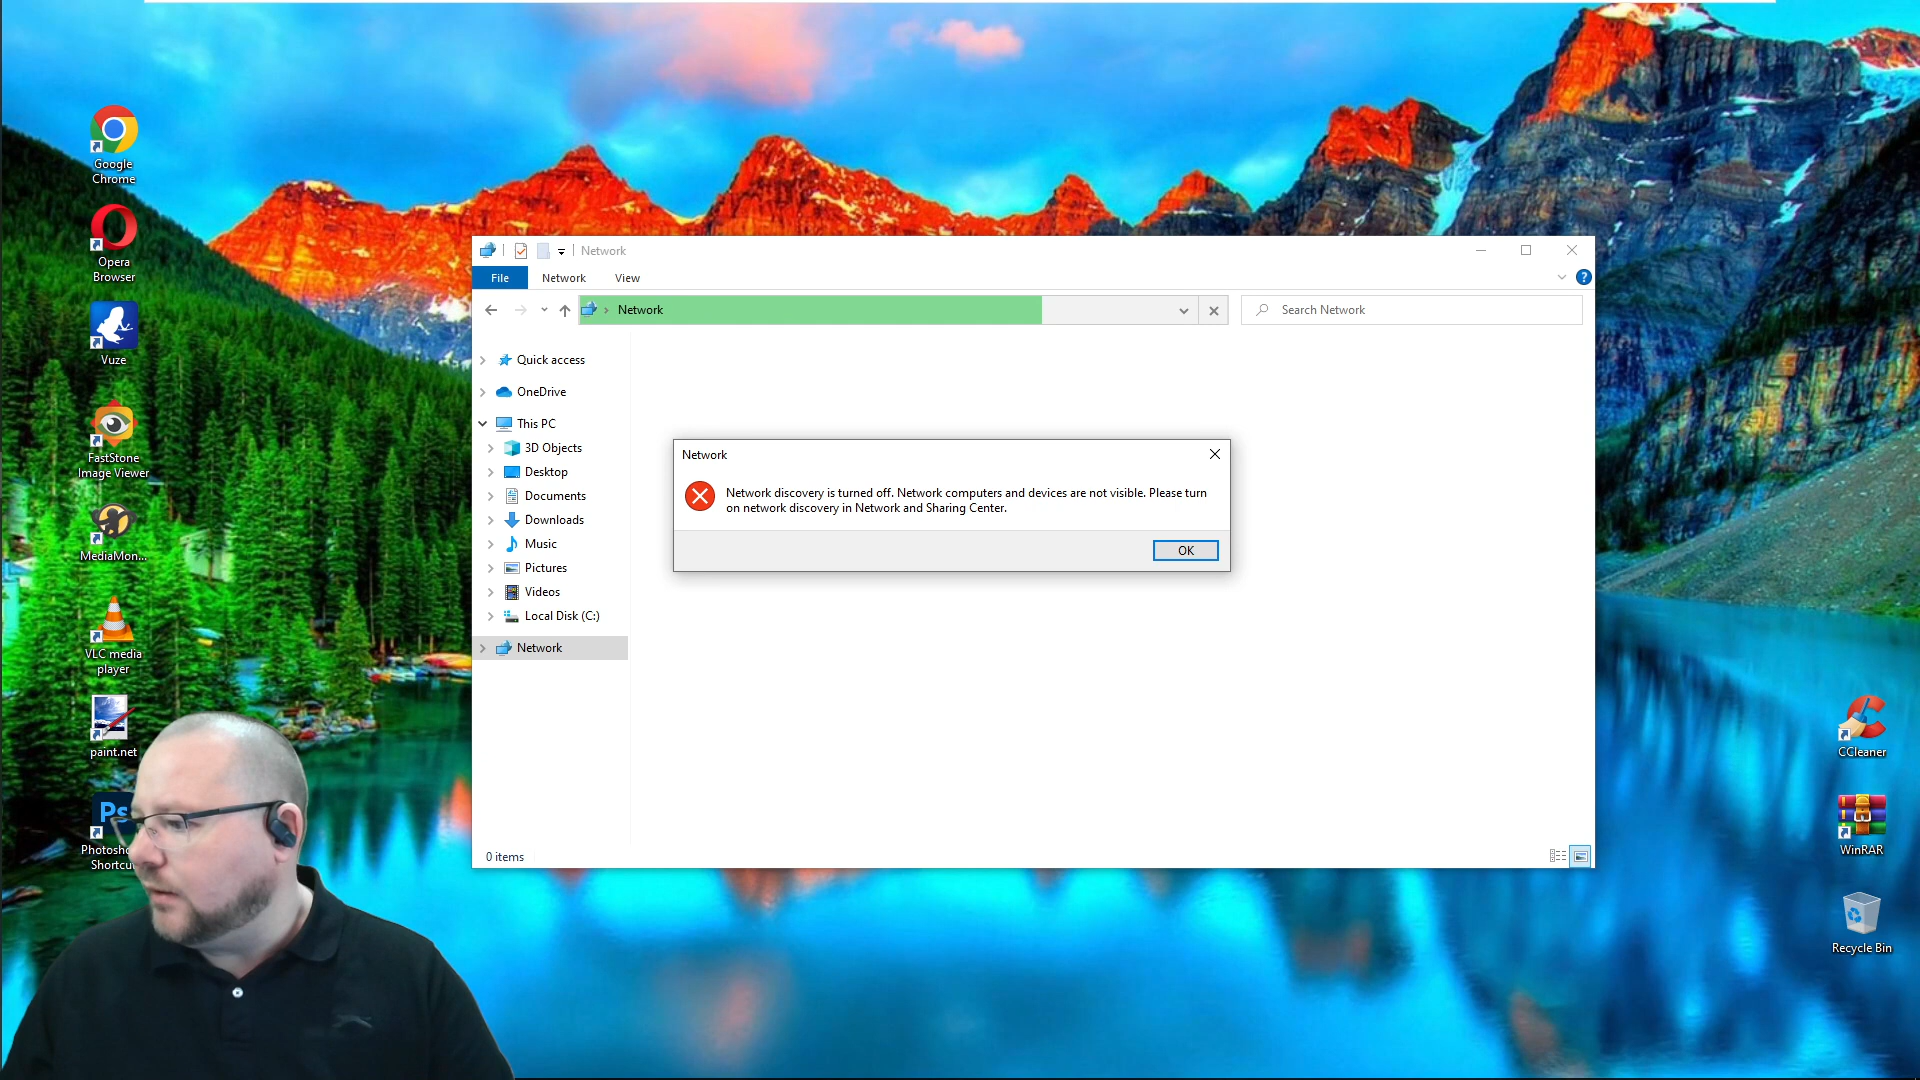 Google
Chrome
Opera
Browser
Vuze
FastStone
Image Viewer
MediaMon...
VLC media
player
paint.net
Ps
Shortcu
Network
File
Network
View
?
Network
Search Network
Quick access
OneDrive
This PC
3D Objects
Desktop
Documents
Downloads
Music
Pictures
Videos
Local Disk (C:)
Network
0 items
Network
Network discovery is turned off. Network computers and devices are not visible. Please turn
on network discovery in Network and Sharing Center.
OK
CCleaner
WinRAR
Recycle Bin